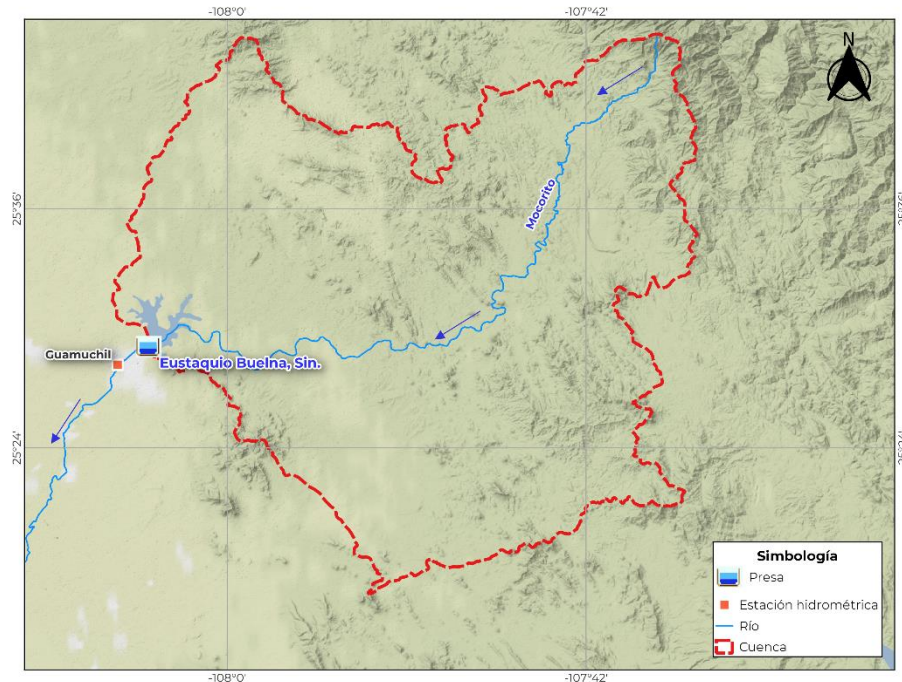 -108°0'
-107°42'
N
25°36'
25°36'
Mocorito
Guamuchil
Eustaquio Buelna, Sin.
25°24'
25°24'
Simbología
Presa
Estación hidrométrica
Río
Cuenca
-108°0'
-107°42'